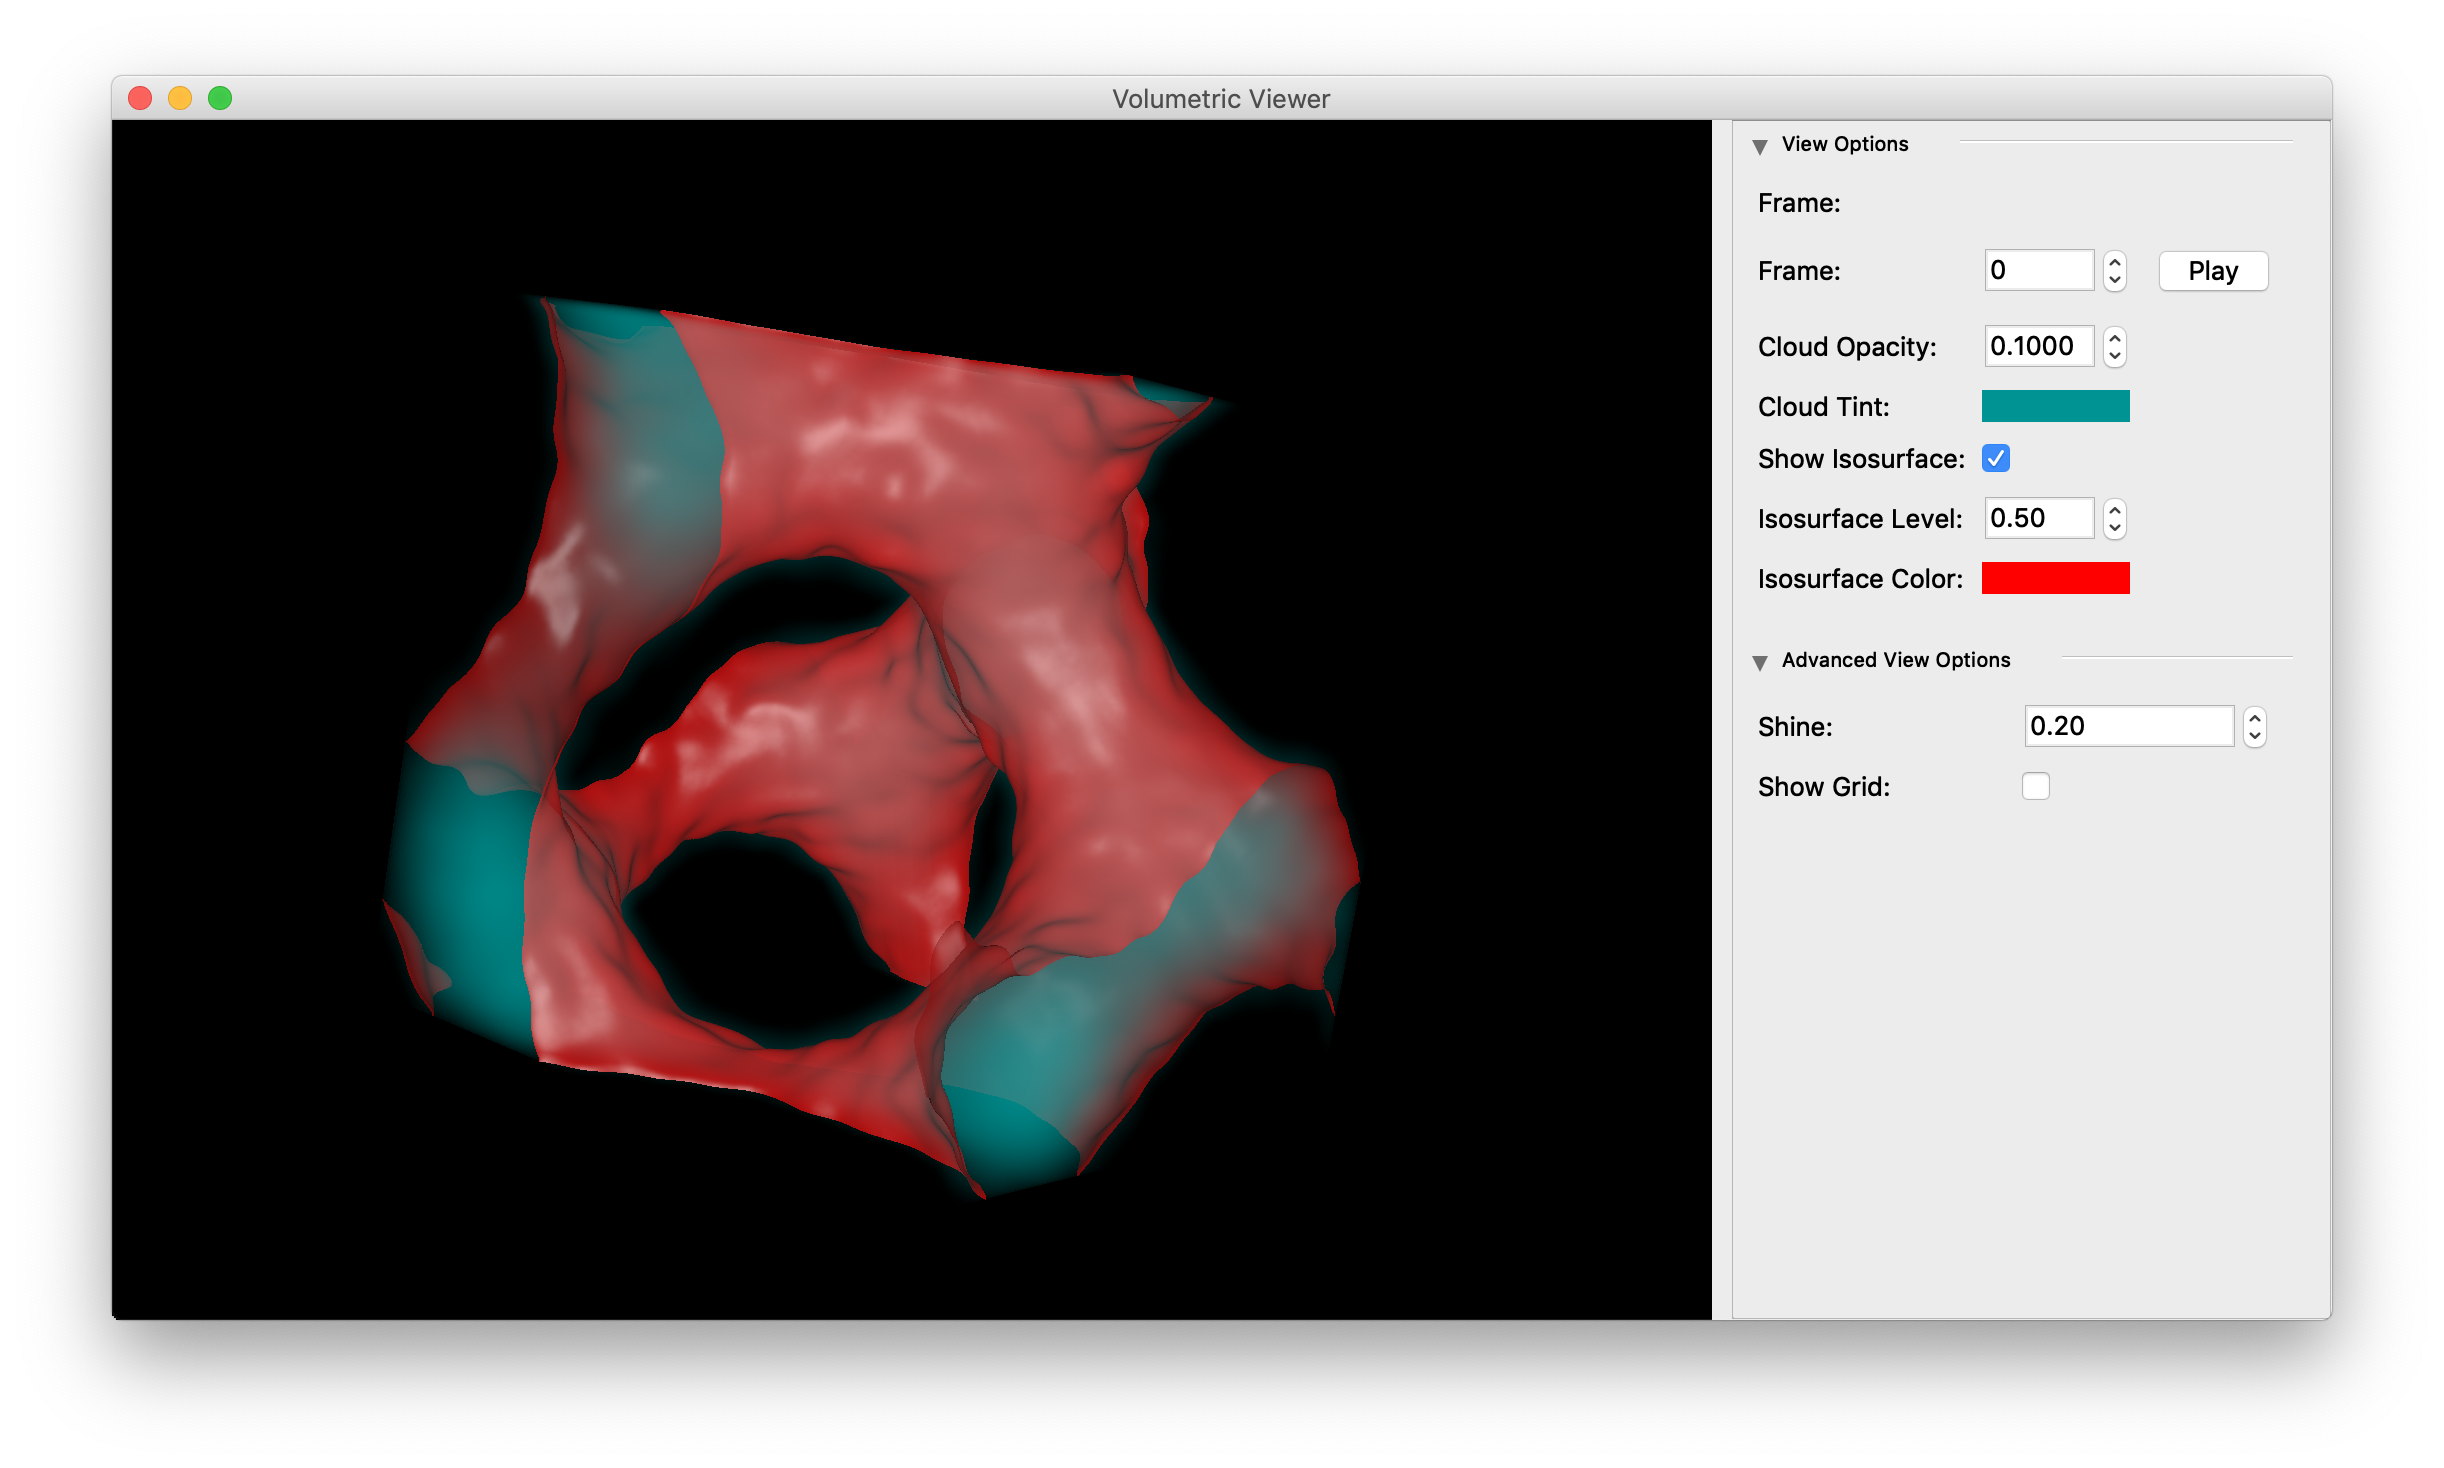 Volumetric Viewer
View Options
Frame:
Frame: 0 Play
Cloud Opacity: 0.1000
Cloud Tint:
Show Isosurface:
Isosurface Level: 0.50
Isosurface Color:
Advanced View Options
Shine: 0.20
Show Grid: